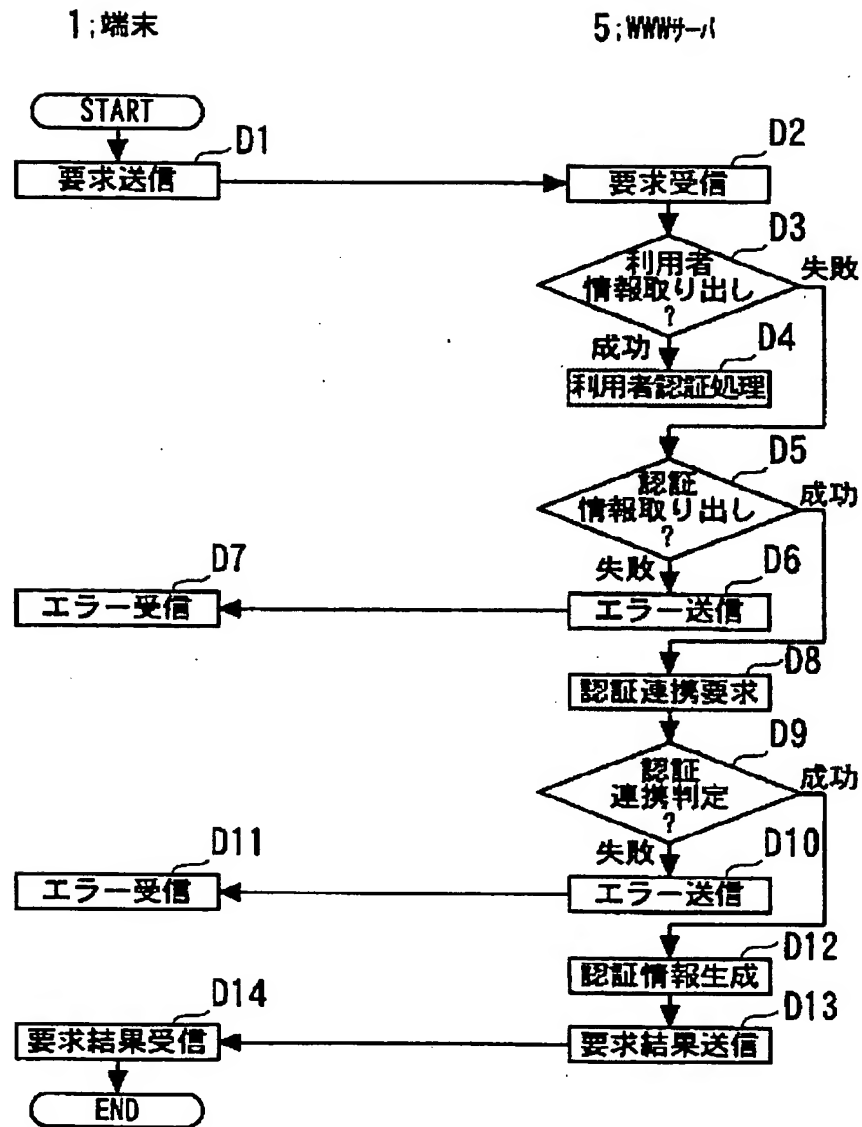 1;端末
5;WWWサーバ
START
D1
要求送信
D2
要求受信
D3
利用者
情報取り出し
?
失敗
成功
D4
利用者認証処理
D5
認証
情報取り出し
?
成功
失敗
D6
エラー送信
D7
エラー受信
D8
認証連携要求
D9
認証
連携判定
?
成功
失敗
D10
エラー送信
D11
エラー受信
D12
認証情報生成
D13
要求結果送信
D14
要求結果受信
END